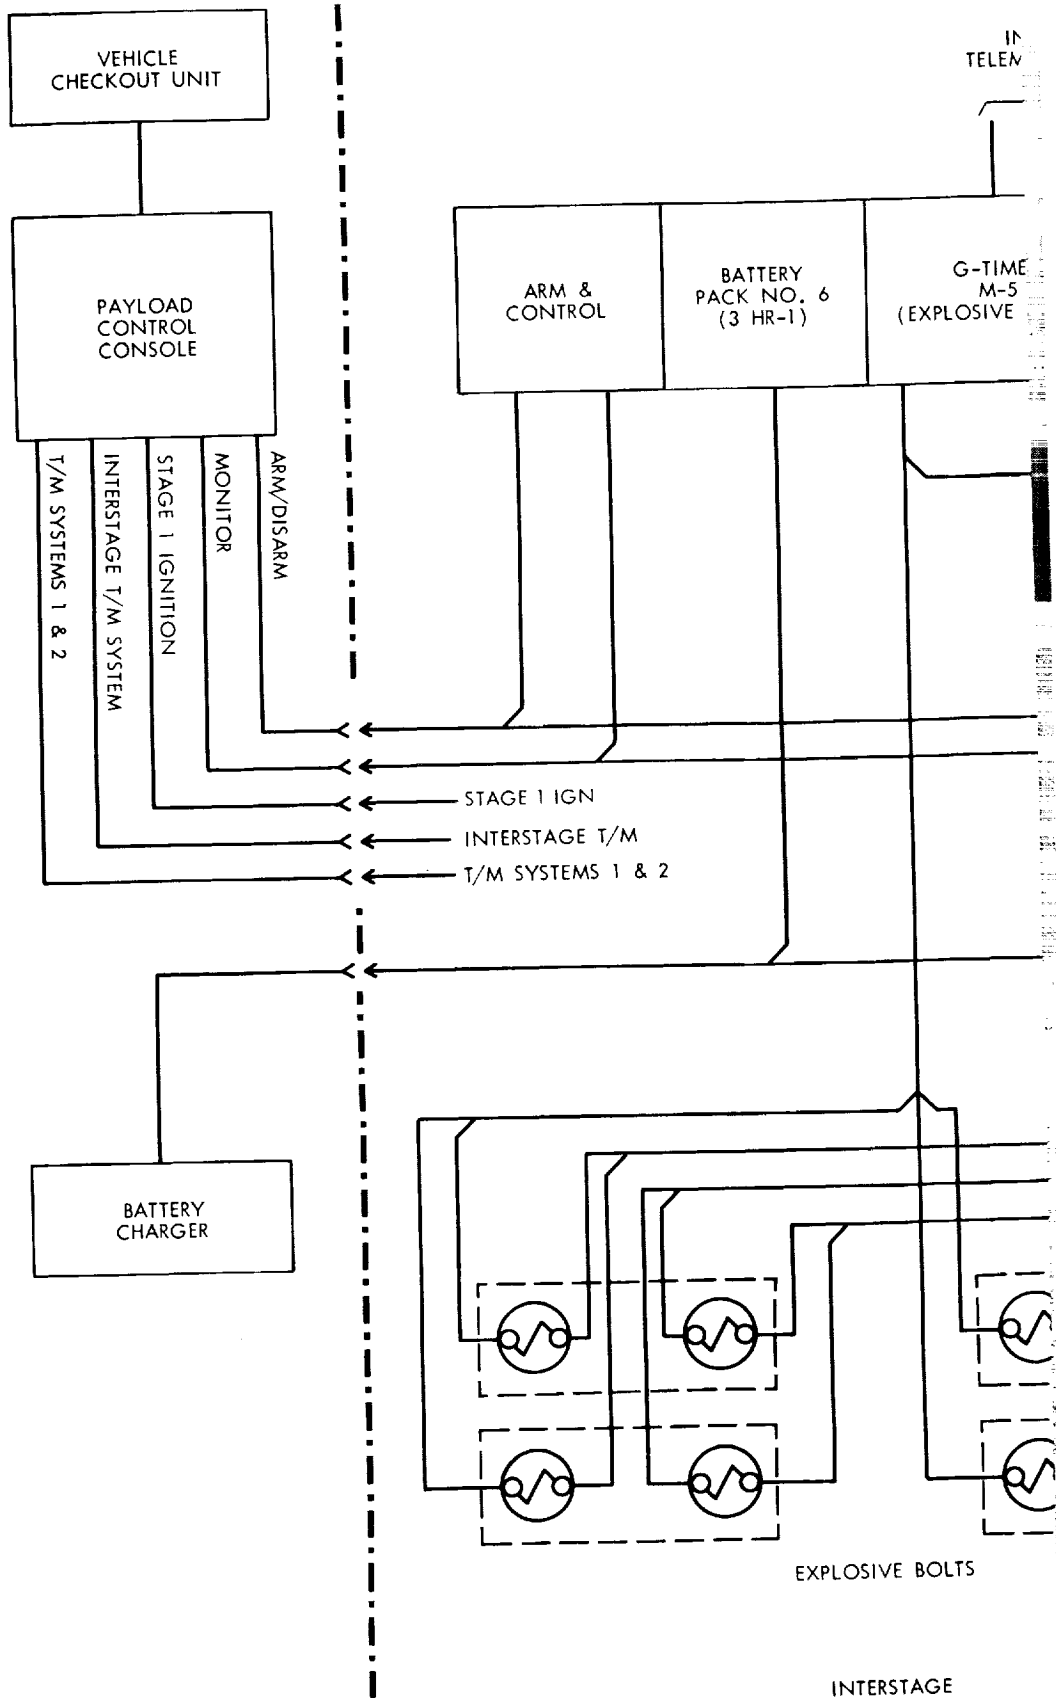 VEHICLE
CHECKOUT UNIT
TELEM
PAYLOAD
CONTROL
CONSOLE
ARM &
CONTROL
BATTERY
PACK NO. 6
(3 HR-1)
G-TIME
M-5
(EXPLOSIVE
T/M SYSTEMS 1 & 2
INTERSTAGE T/M SYSTEM
STAGE 1 IGNITION
MONITOR
ARM/DISARM
STAGE 1 IGN
INTERSTAGE T/M
T/M SYSTEMS 1 & 2
BATTERY
CHARGER
EXPLOSIVE BOLTS
INTERSTAGE